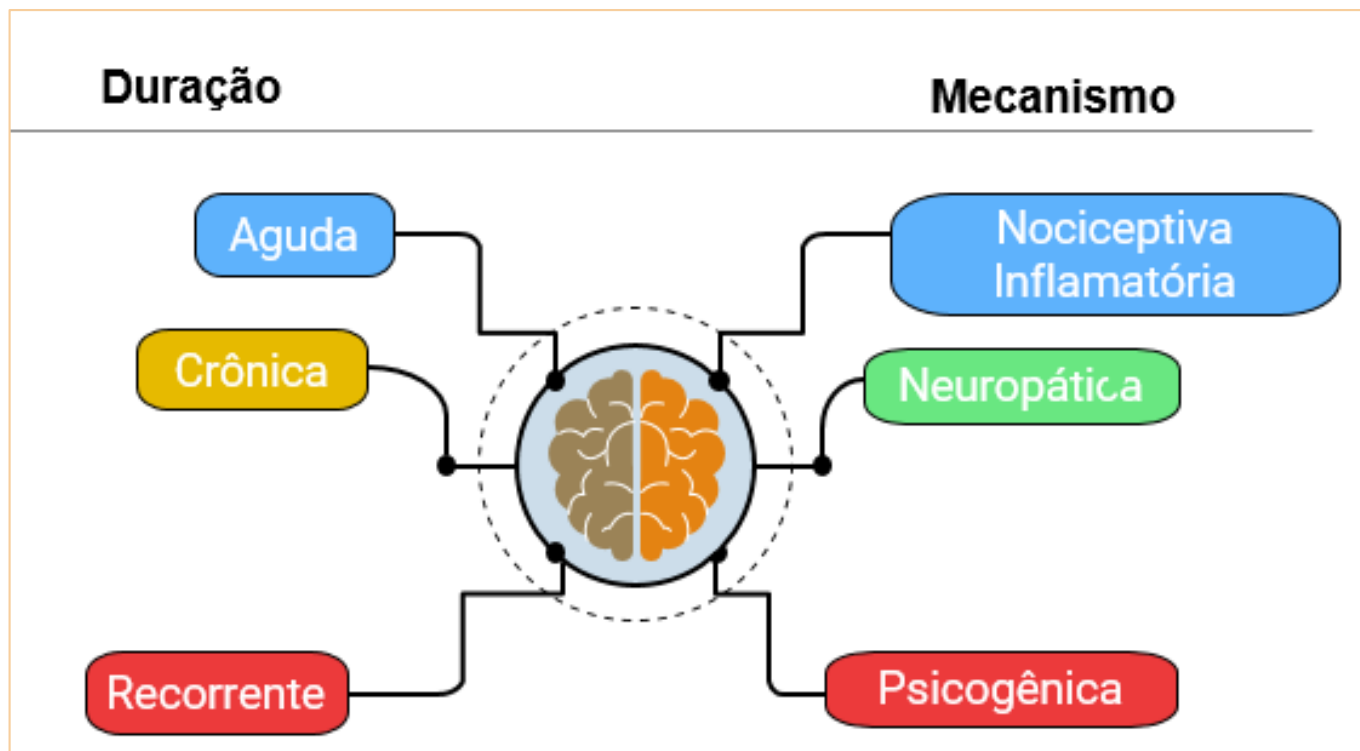 Duração
Mecanismo
Aguda
Nociceptiva
Inflamatória
Crônica
Neuropática
Recorrente
Psicogênica